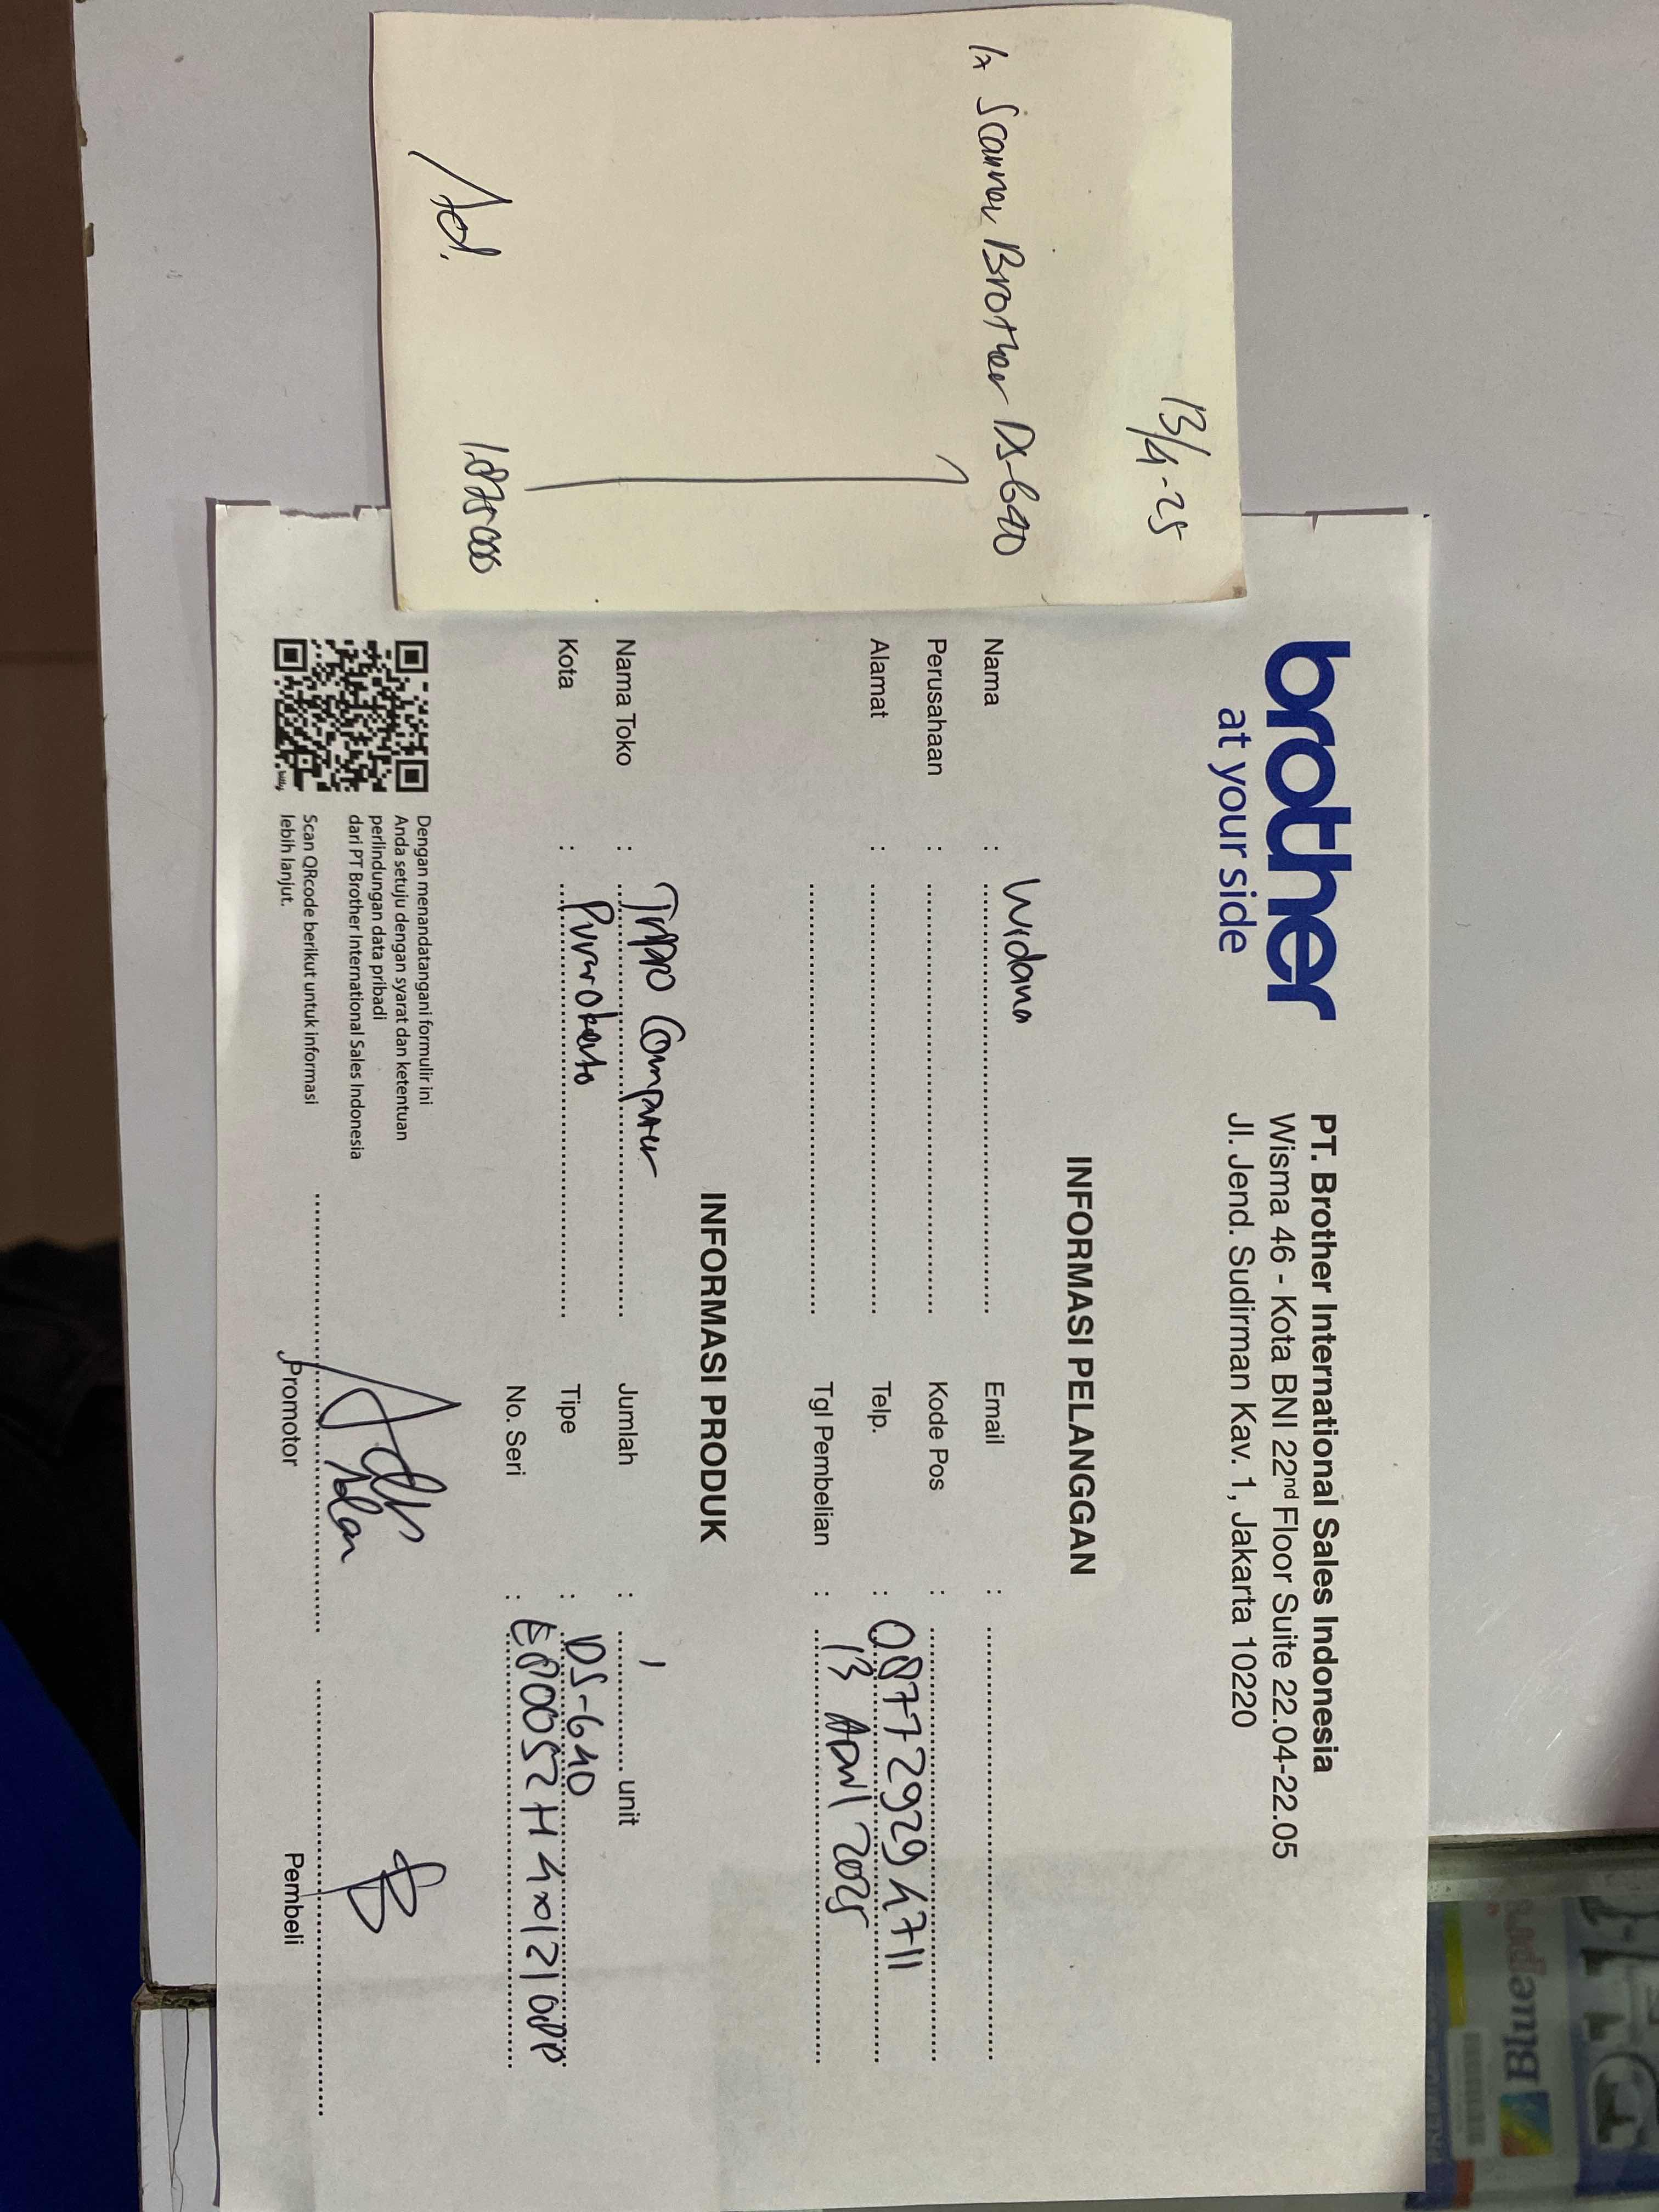 13/4-25
1x Scanner Brother DS-640
1.875.000
Ad.
brother
at your side
PT. Brother International Sales Indonesia
Wisma 46 - Kota BNI 22nd Floor Suite 22.04-22.05
Jl. Jend. Sudirman Kav. 1, Jakarta 10220
INFORMASI PELANGGAN
Nama : Widana
Email :
Perusahaan :
Kode Pos :
Alamat :
Telp. : 087729294711
Tgl Pembelian : 13 April 2025
INFORMASI PRODUK
Nama Toko : Computer
Jumlah : 1 unit
Kota : Purwokerto
Tipe : DS-640
No. Seri :
Dengan menandatangani formulir ini
Anda setuju dengan syarat dan ketentuan
perlindungan data pribadi
dari PT Brother International Sales Indonesia
Scan QRcode berikut untuk informasi
lebih lanjut.
Promotor
Pembeli
Blueprint